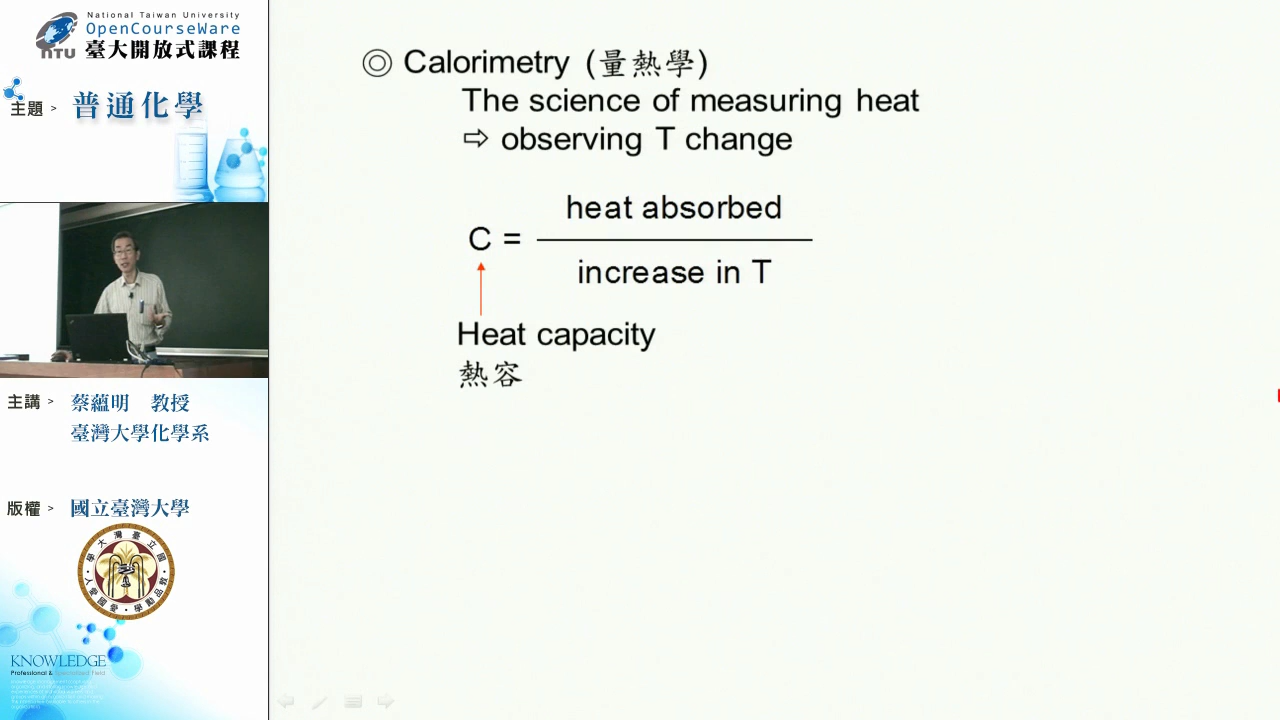 National Taiwan University
OpenCourseWare
NTU 臺大開放式課程
主題 > 普通化學
主講 > 蔡蘊明 教授
臺灣大學化學系
版權 > 國立臺灣大學
KNOWLEDGE
◎ Calorimetry (量熱學)
The science of measuring heat
⇨ observing T change
C = heat absorbed
increase in T
Heat capacity
熱容